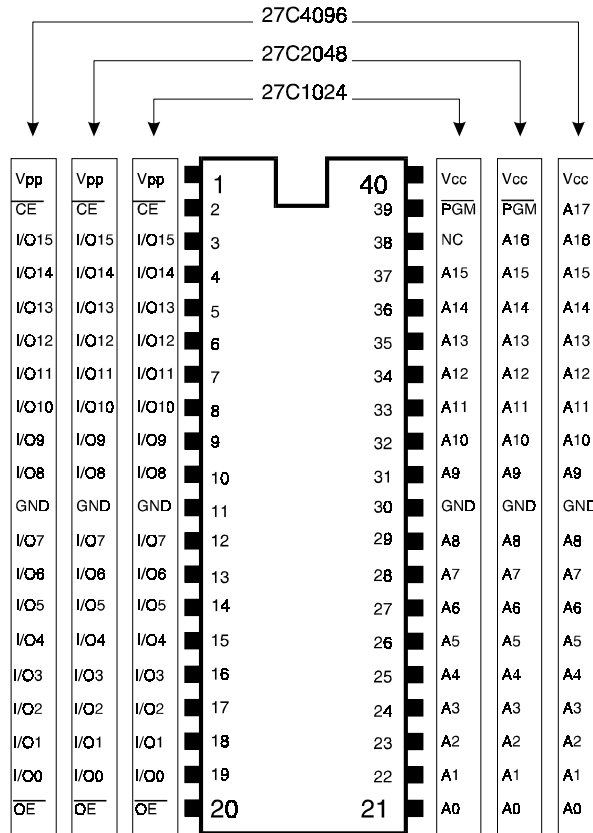 27C4096
27C2048
27C1024
Vpp Vpp Vpp 1 40 Vcc Vcc Vcc
CE CE CE 2 39 PGM PGM A17
I/O15 I/O15 I/O15 3 38 NC A16 A16
I/O14 I/O14 I/O14 4 37 A15 A15 A15
I/O13 I/O13 I/O13 5 36 A14 A14 A14
I/O12 I/O12 I/O12 6 35 A13 A13 A13
I/O11 I/O11 I/O11 7 34 A12 A12 A12
I/O10 I/O10 I/O10 8 33 A11 A11 A11
I/O9 I/O9 I/O9 9 32 A10 A10 A10
I/O8 I/O8 I/O8 10 31 A9 A9 A9
GND GND GND 11 30 GND GND GND
I/O7 I/O7 I/O7 12 29 A8 A8 A8
I/O6 I/O6 I/O6 13 28 A7 A7 A7
I/O5 I/O5 I/O5 14 27 A6 A6 A6
I/O4 I/O4 I/O4 15 26 A5 A5 A5
I/O3 I/O3 I/O3 16 25 A4 A4 A4
I/O2 I/O2 I/O2 17 24 A3 A3 A3
I/O1 I/O1 I/O1 18 23 A2 A2 A2
I/O0 I/O0 I/O0 19 22 A1 A1 A1
OE OE OE 20 21 A0 A0 A0